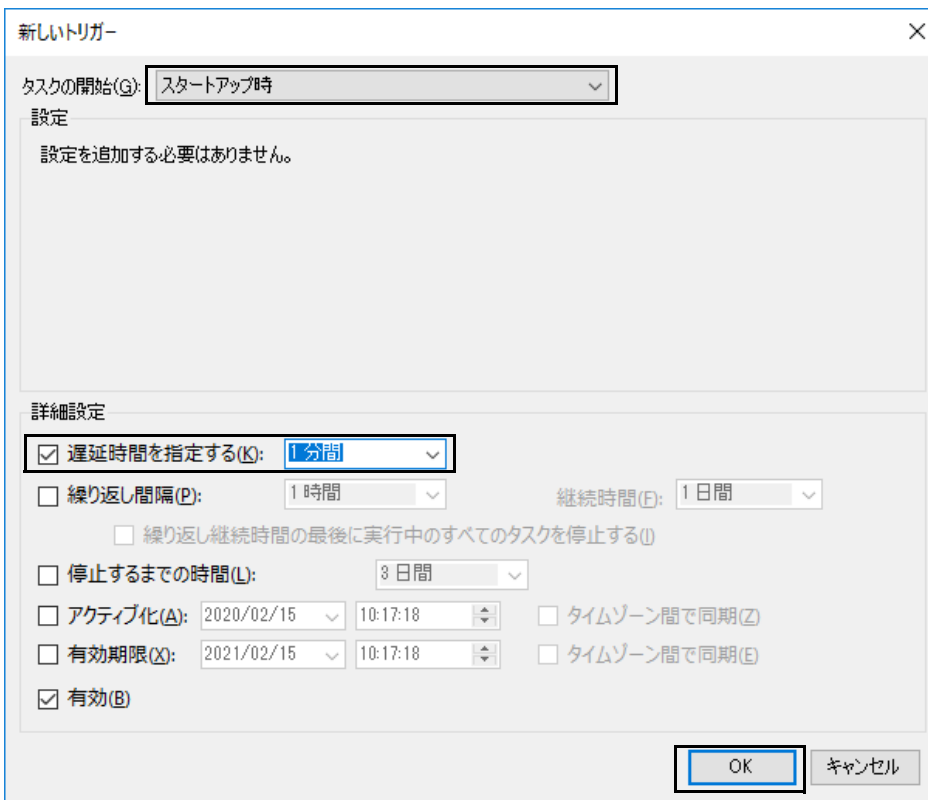 新しいトリガー
タスクの開始(G): スタートアップ時
設定
設定を追加する必要はありません。
詳細設定
遅延時間を指定する(K): 1 分間
繰り返し間隔(P): 1 時間 継続時間(F): 1 日間
繰り返し継続時間の最後に実行中のすべてのタスクを停止する(I)
停止するまでの時間(L): 3 日間
アクティブ化(A): 2020/02/15 10:17:18 タイムゾーン間で同期(Z)
有効期限(X): 2021/02/15 10:17:18 タイムゾーン間で同期(E)
有効(B)
OK キャンセル